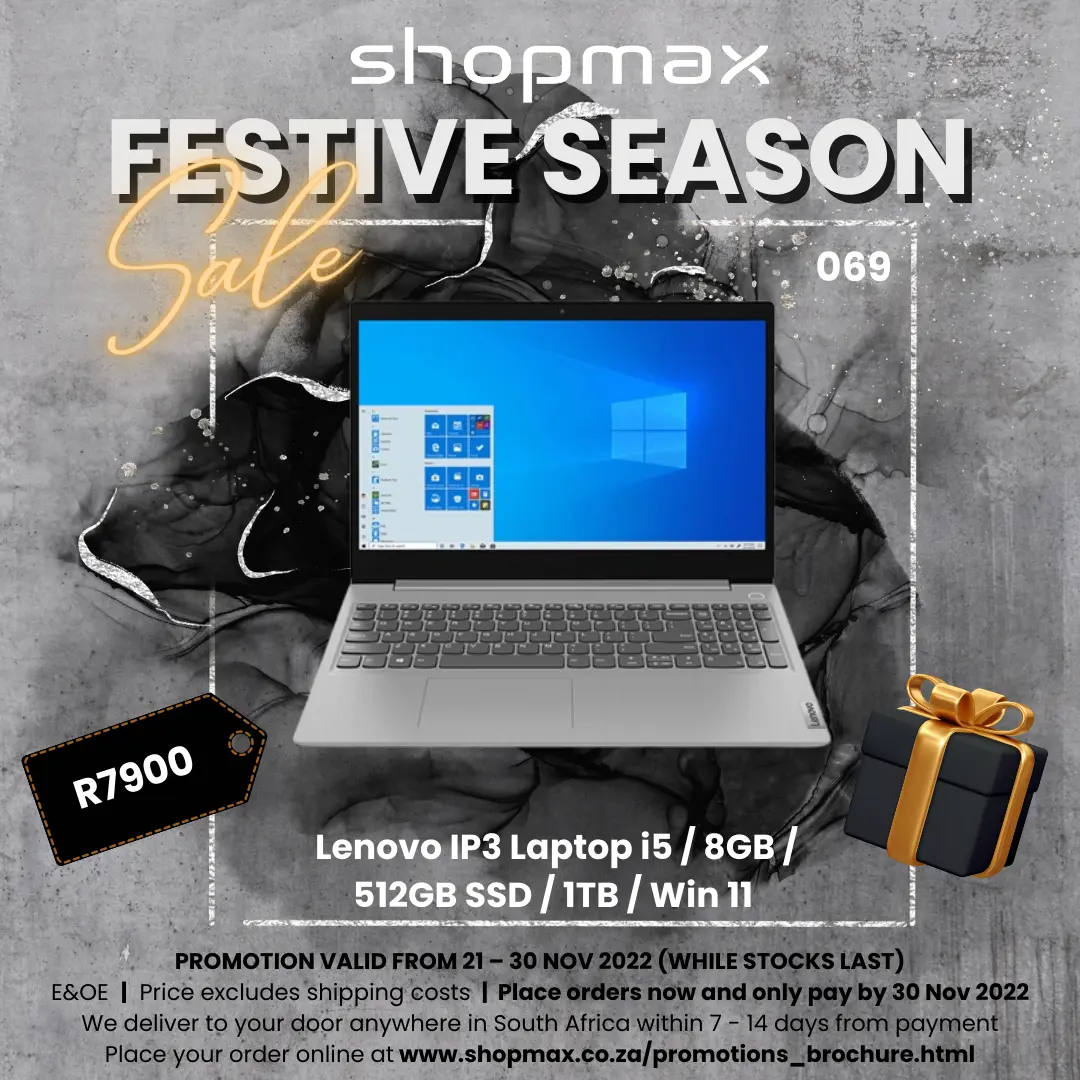 shopmax
FESTIVE SEASON
Sale
069
Lenovo
R7900
Lenovo IP3 Laptop i5 / 8GB /
512GB SSD / 1TB / Win 11
PROMOTION VALID FROM 21 – 30 NOV 2022 (WHILE STOCKS LAST)
E&OE | Price excludes shipping costs | Place orders now and only pay by 30 Nov 2022
We deliver to your door anywhere in South Africa within 7 - 14 days from payment
Place your order online at www.shopmax.co.za/promotions_brochure.html